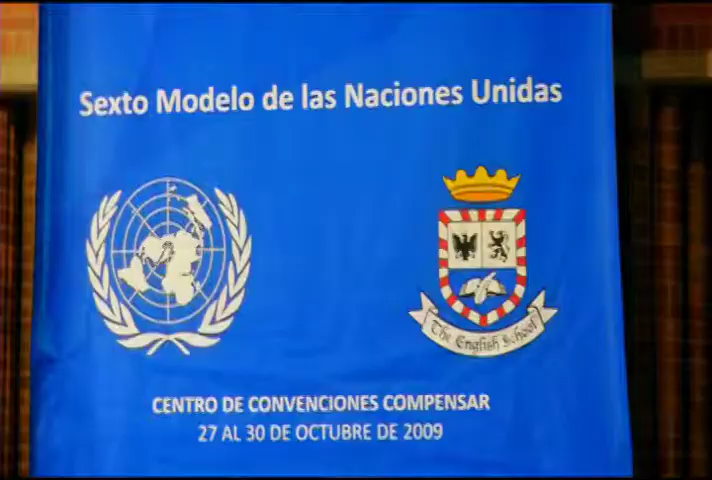 Sexto Modelo de las Naciones Unidas
The English School
CENTRO DE CONVENCIONES COMPENSAR
27 AL 30 DE OCTUBRE DE 2009